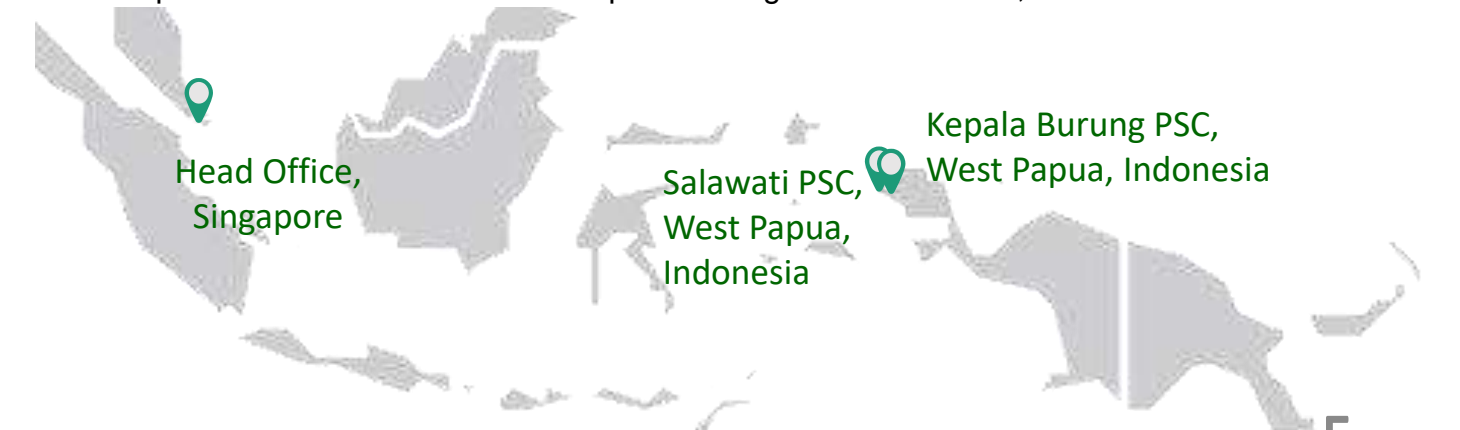 Head Office,
Singapore
Salawati PSC,
West Papua,
Indonesia
Kepala Burung PSC,
West Papua, Indonesia